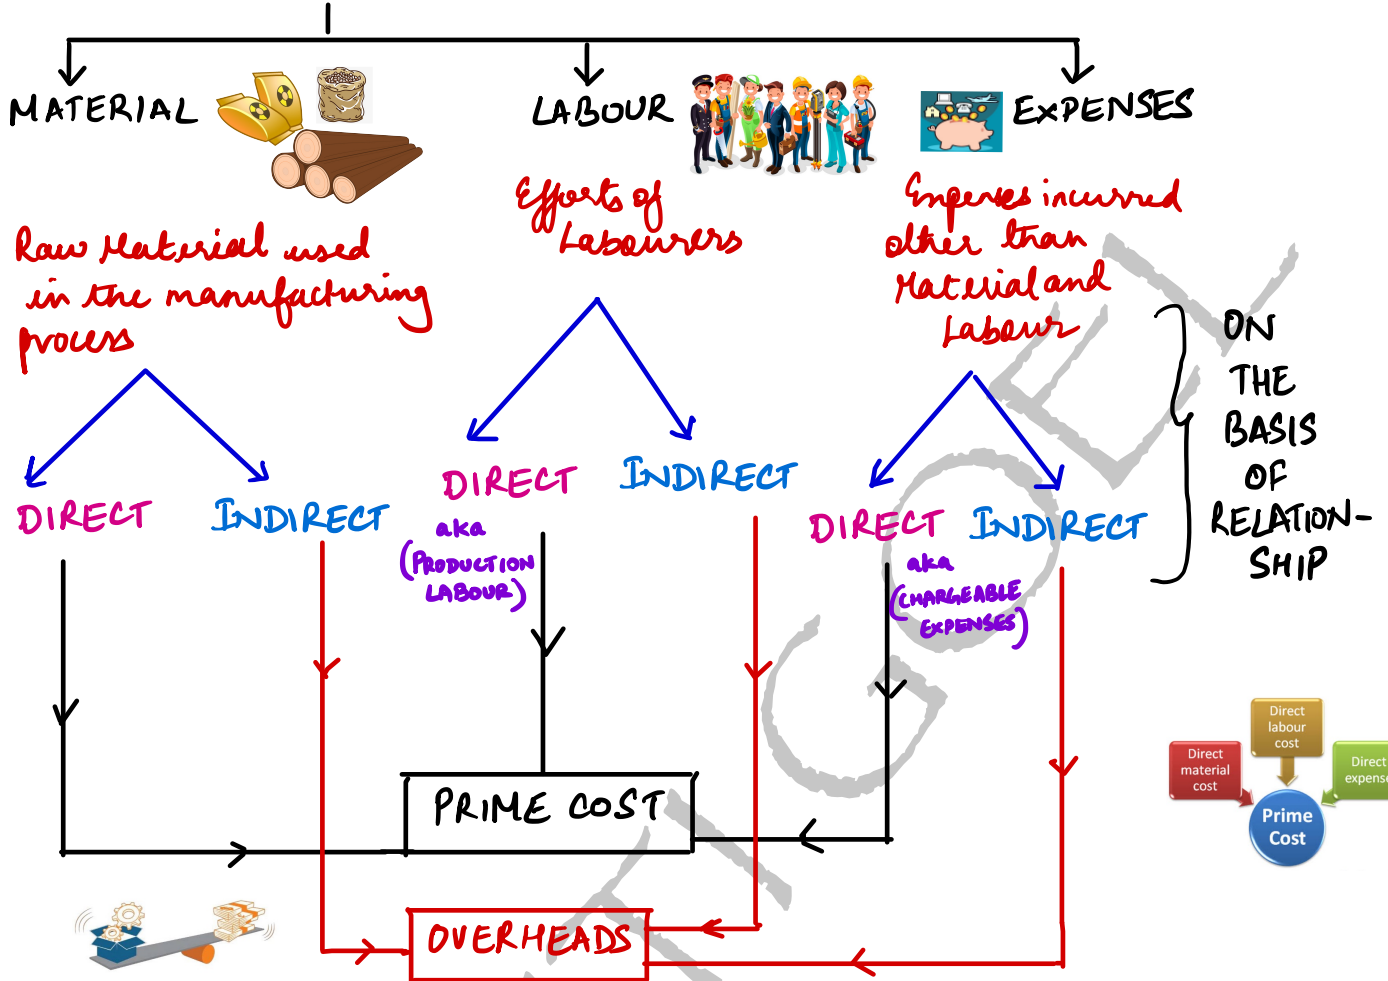 MATERIAL
LABOUR
EXPENSES
Raw Material used
in the manufacturing
process
Efforts of
Labourers
Expenses incurred
other than
Material and
Labour
ON
THE
BASIS
OF
RELATION-
SHIP
DIRECT
INDIRECT
DIRECT
aka
(PRODUCTION
LABOUR)
INDIRECT
DIRECT
aka
(CHARGEABLE
EXPENSES)
INDIRECT
PRIME COST
OVERHEADS
Direct
material
cost
Direct
labour
cost
Direct
expense
Prime
Cost